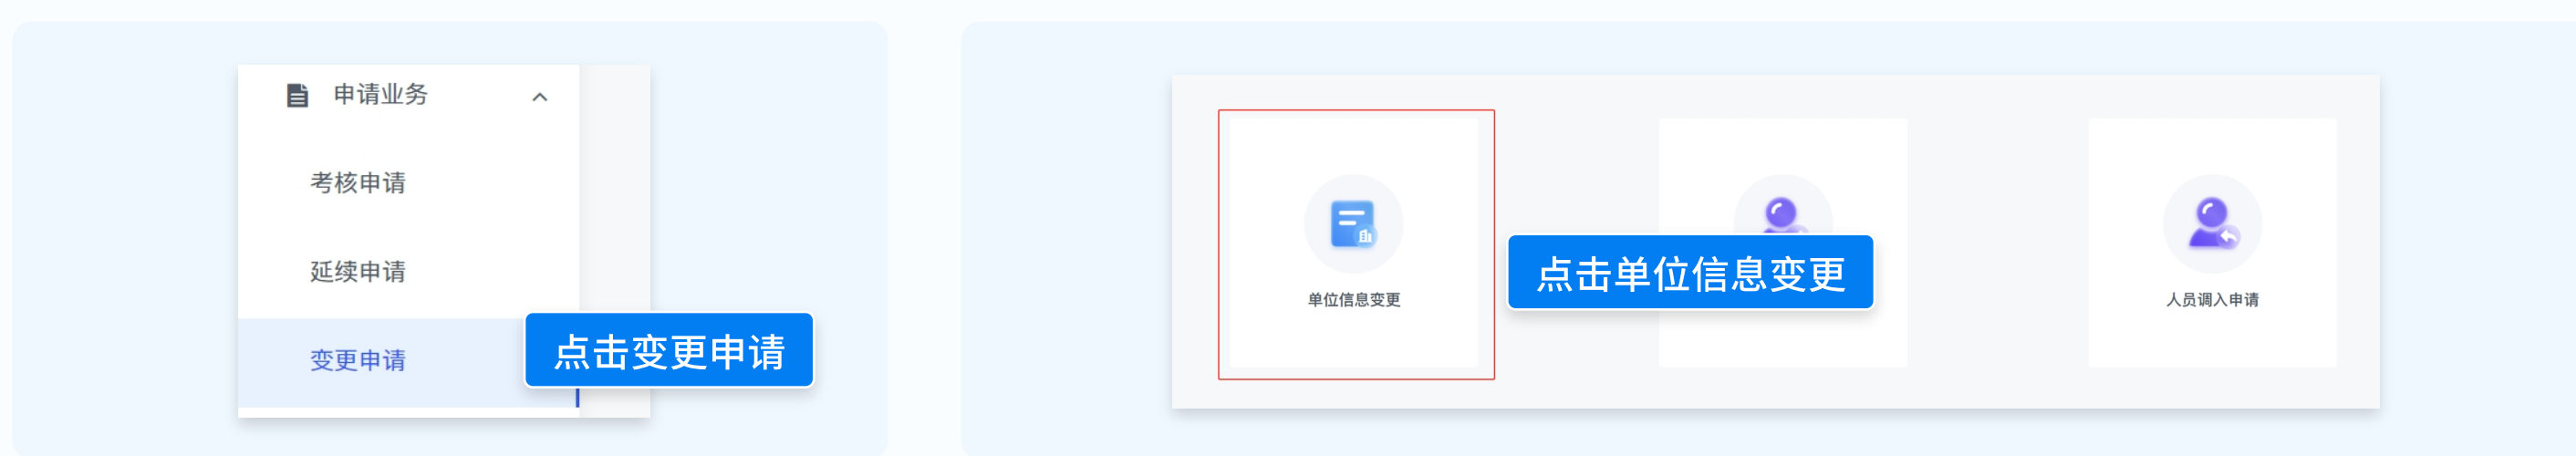 申请业务
考核申请
延续申请
变更申请
点击变更申请
单位信息变更
点击单位信息变更
人员调入申请